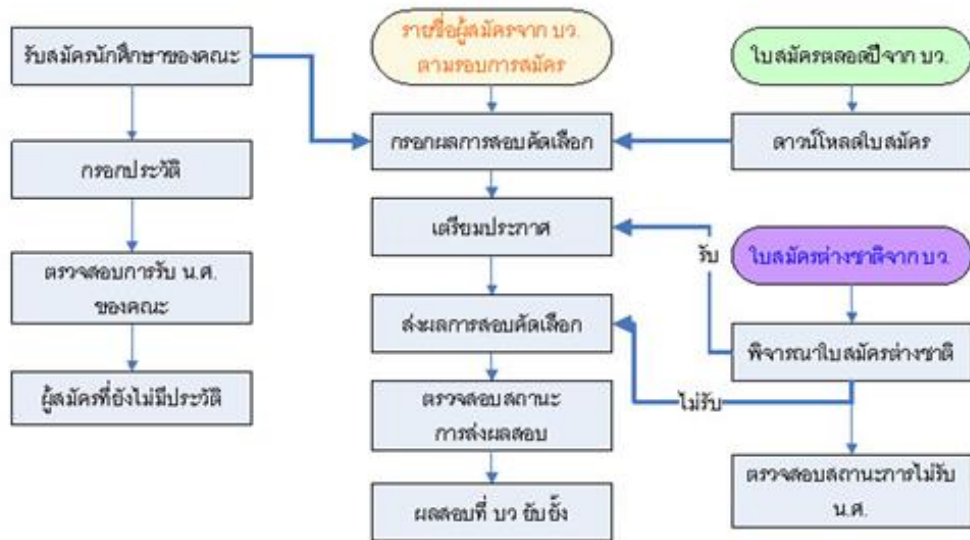 รับสมัครนักศึกษาของคณะ
กรอกประวัติ
ตรวจสอบการรับ น.ศ.
ของคณะ
ผู้สมัครที่ยังไม่มีประวัติ
รายชื่อผู้สมัครจาก บว.
ตามรอบการสมัคร
กรอกผลการสอบคัดเลือก
เตรียมประกาศ
ส่งผลการสอบคัดเลือก
ตรวจสอบสถานะ
การส่งผลสอบ
ผลสอบที่ บว ยับยั้ง
ใบสมัครตลอดปีจาก บว.
ดาวน์โหลดใบสมัคร
ใบสมัครต่างชาติจาก บว.
รับ
พิจารณาใบสมัครต่างชาติ
ไม่รับ
ตรวจสอบสถานะการไม่รับ
น.ศ.